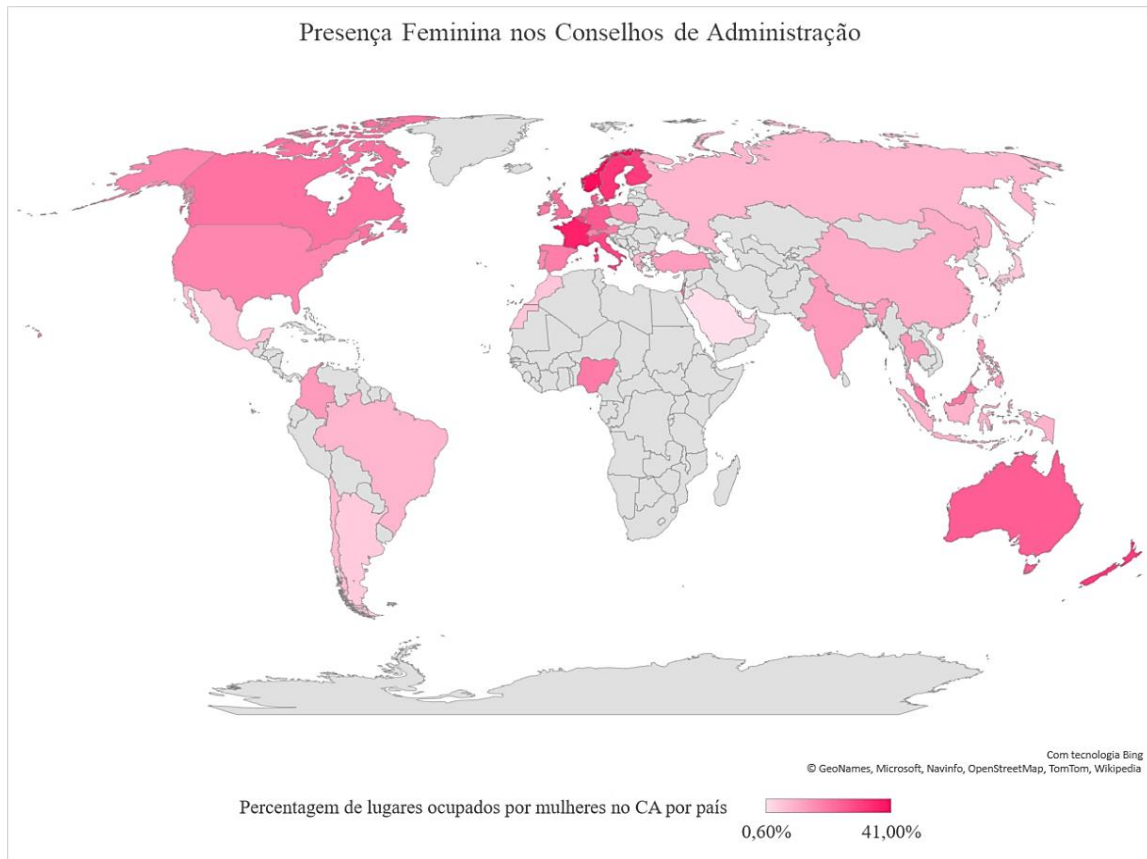 Presença Feminina nos Conselhos de Administração
Com tecnologia Bing
© GeoNames, Microsoft, Navinfo, OpenStreetMap, TomTom, Wikipedia
Percentagem de lugares ocupados por mulheres no CA por país
0,60% 41,00%